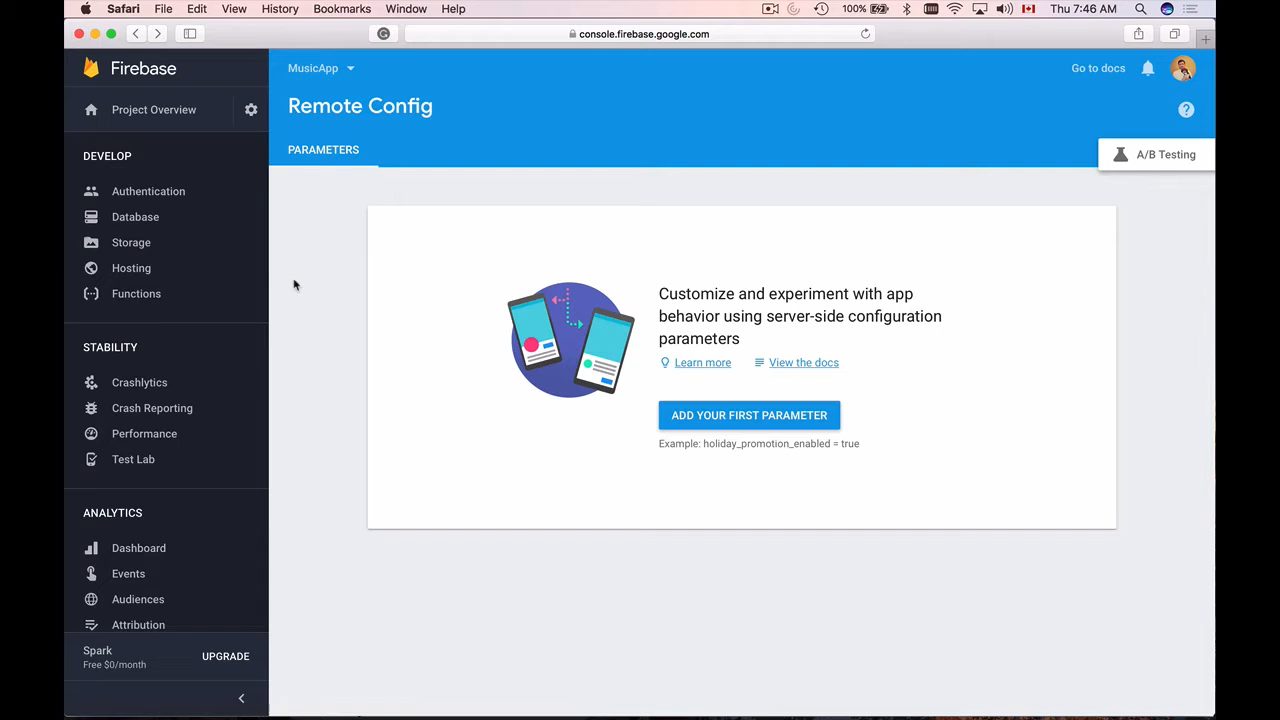 Safari File Edit View History Bookmarks Window Help 100% Thu 7:46 AM
console.firebase.google.com
Firebase
MusicApp
Go to docs
Remote Config
PARAMETERS
A/B Testing
Project Overview
DEVELOP
Authentication
Database
Storage
Hosting
Functions
STABILITY
Crashlytics
Crash Reporting
Performance
Test Lab
ANALYTICS
Dashboard
Events
Audiences
Attribution
Spark
Free $0/month
UPGRADE
Customize and experiment with app
behavior using server-side configuration
parameters
Learn more View the docs
ADD YOUR FIRST PARAMETER
Example: holiday_promotion_enabled = true